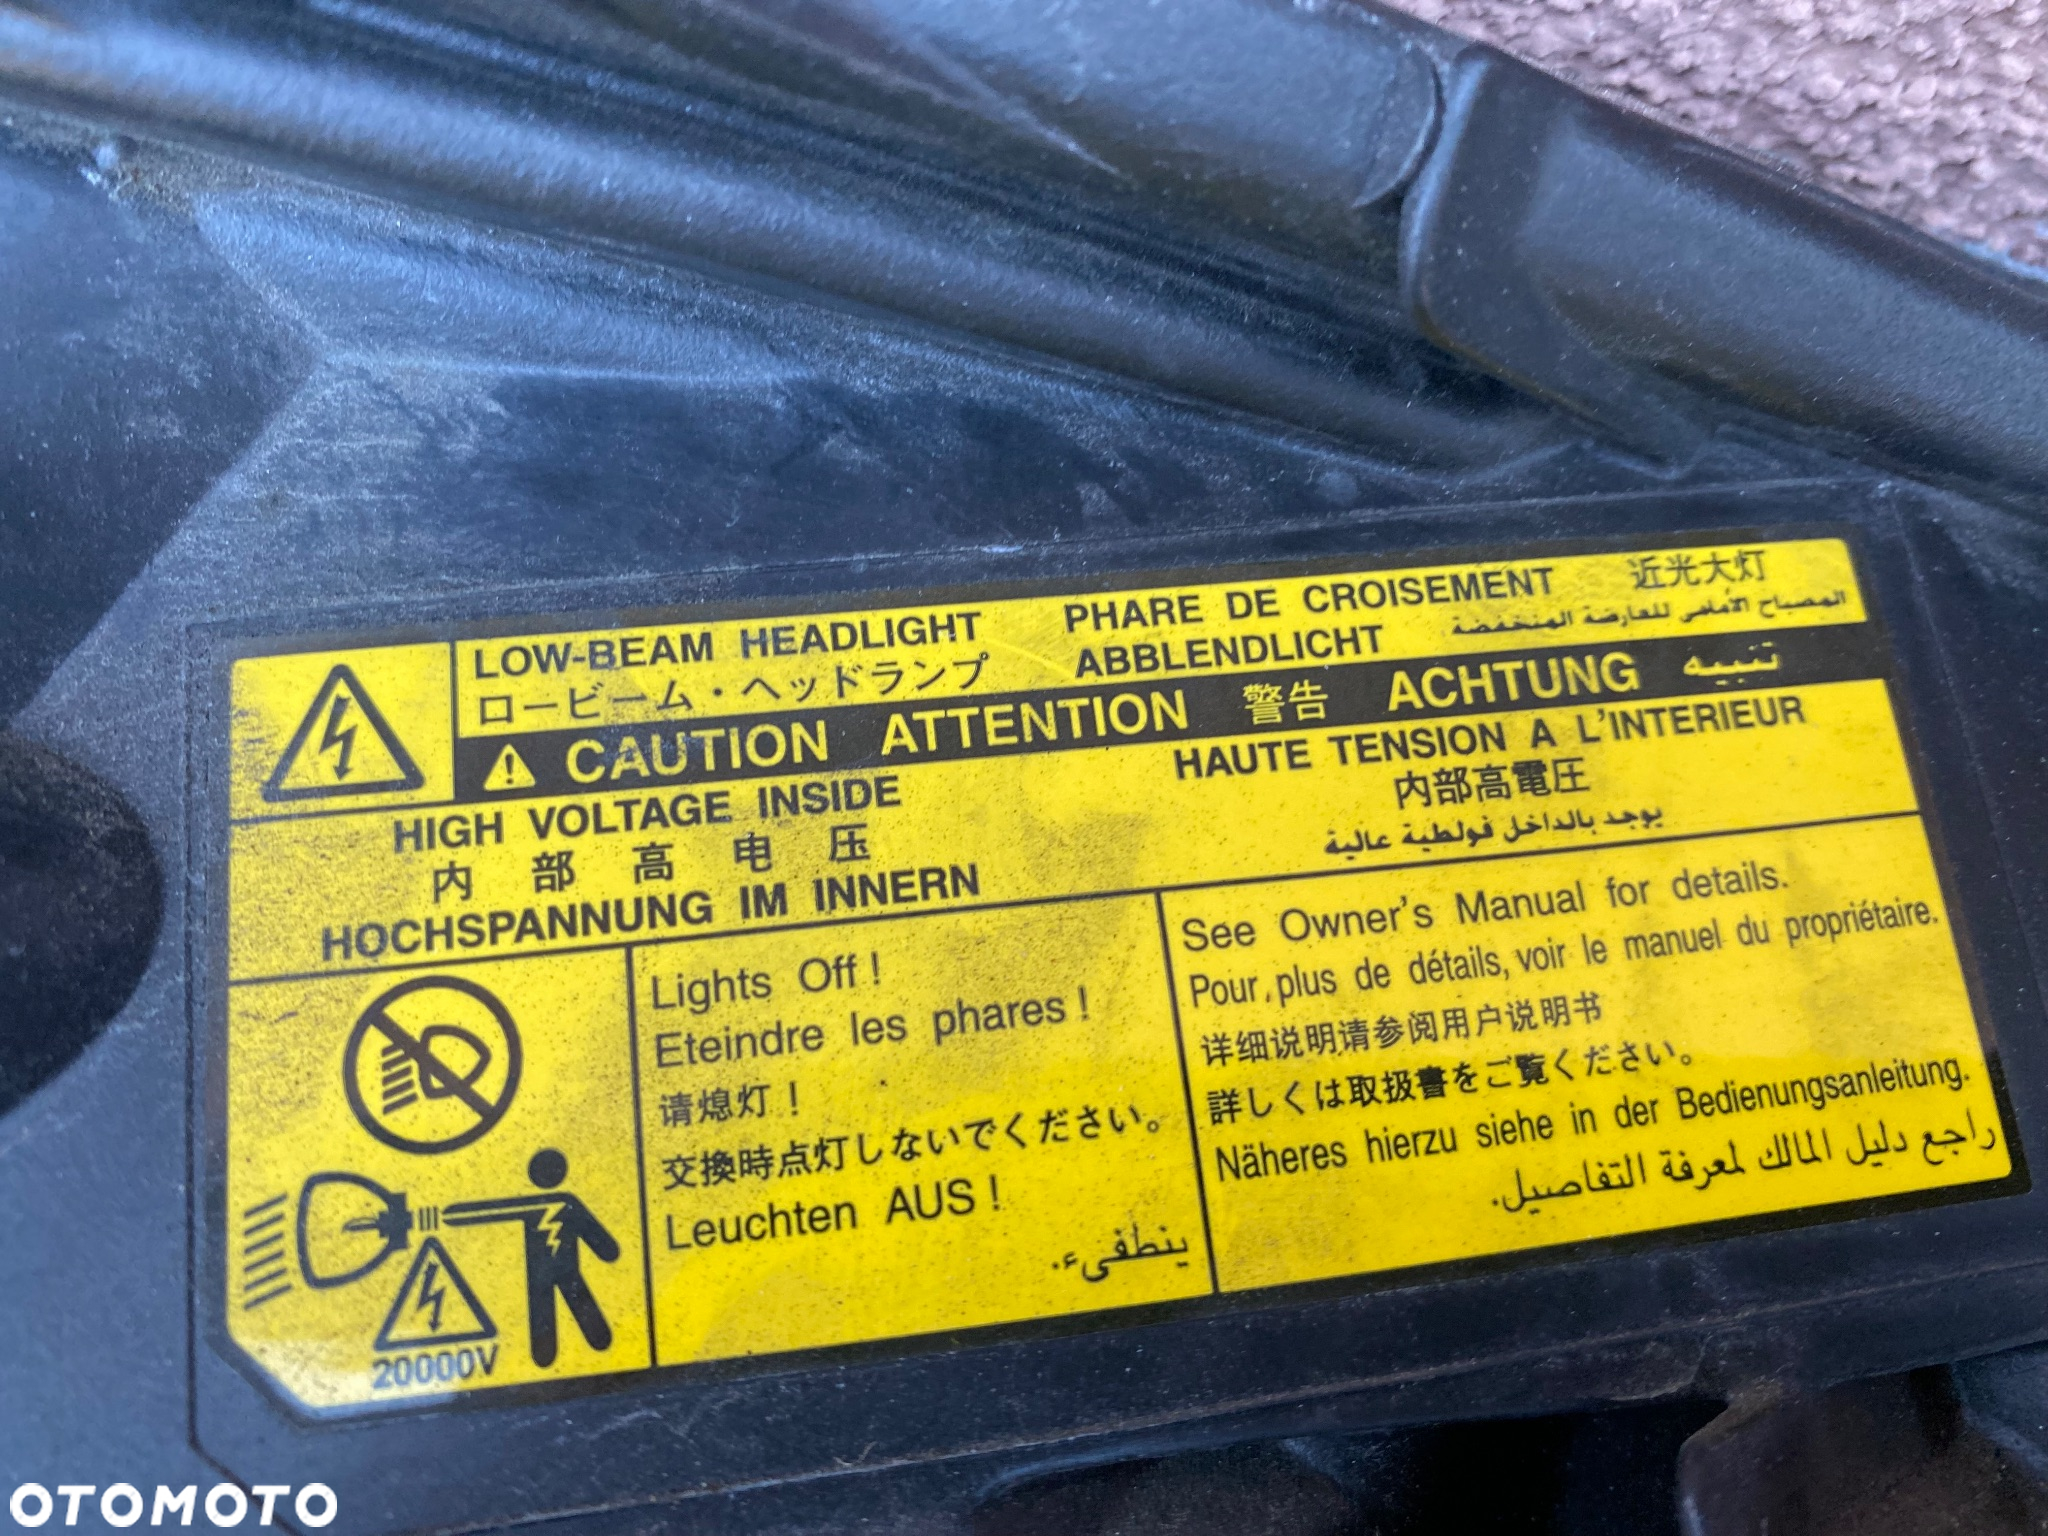 LOW-BEAM HEADLIGHT
ロービーム・ヘッドランプ
PHARE DE CROISEMENT 近光大灯
ABBLENDLICHT المصباح الأمامي للعارضة المنخفضة
CAUTION ATTENTION 警告 ACHTUNG تنبيه
HIGH VOLTAGE INSIDE
内部高电压
HOCHSPANNUNG IM INNERN
HAUTE TENSION A L'INTERIEUR
内部高電圧
يوجد بالداخل فولطية عالية
20000V
Lights Off !
Eteindre les phares !
请熄灯！
交換時点灯しないでください。
Leuchten AUS !
ينطفىء.
See Owner's Manual for details.
Pour plus de détails, voir le manuel du propriétaire.
详细说明请参阅用户说明书
詳しくは取扱書をご覧ください。
Näheres hierzu siehe in der Bedienungsanleitung.
راجع دليل المالك لمعرفة التفاصيل.
OTOMOTO